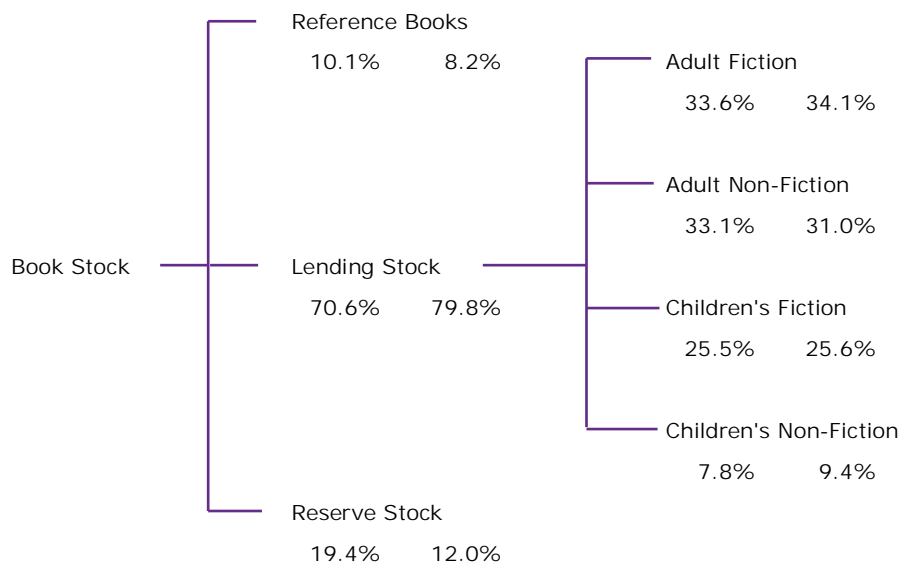 Reference Books
10.1% 8.2%
Adult Fiction
33.6% 34.1%
Adult Non-Fiction
33.1% 31.0%
Book Stock
Lending Stock
70.6% 79.8%
Children's Fiction
25.5% 25.6%
Children's Non-Fiction
7.8% 9.4%
Reserve Stock
19.4% 12.0%